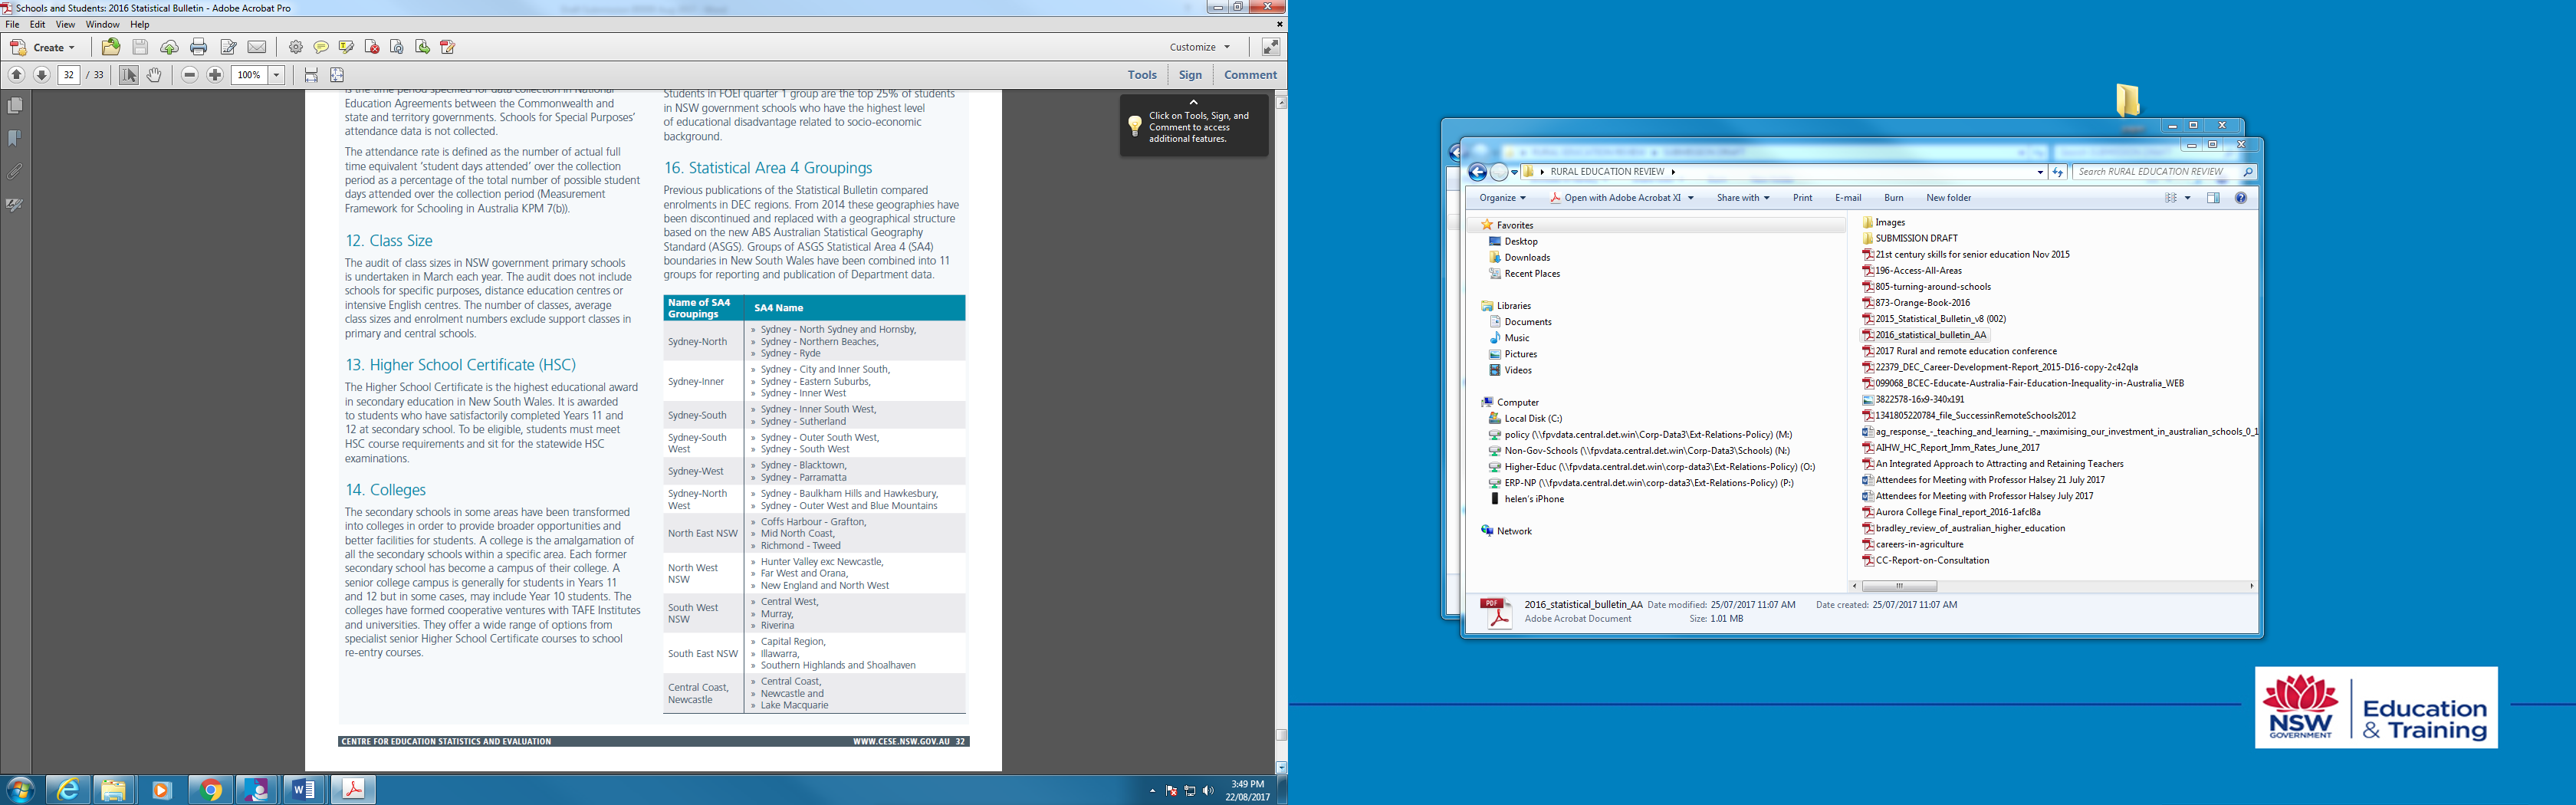 Schools and Students: 2016 Statistical Bulletin - Adobe Acrobat Pro
File Edit View Window Help
Create
Customize
32 / 33
100%
Tools Sign Comment
Click on Tools, Sign, and
Comment to access
additional features.
is the time period specified for data collection in National
Education Agreements between the Commonwealth and
state and territory governments. Schools for Special Purposes’
attendance data is not collected.
The attendance rate is defined as the number of actual full
time equivalent ‘student days attended’ over the collection
period as a percentage of the total number of possible student
days attended over the collection period (Measurement
Framework for Schooling in Australia KPM 7(b)).
12. Class Size
The audit of class sizes in NSW government primary schools
is undertaken in March each year. The audit does not include
schools for specific purposes, distance education centres or
intensive English centres. The number of classes, average
class sizes and enrolment numbers exclude support classes in
primary and central schools.
13. Higher School Certificate (HSC)
The Higher School Certificate is the highest educational award
in secondary education in New South Wales. It is awarded
to students who have satisfactorily completed Years 11 and
12 at secondary school. To be eligible, students must meet
HSC course requirements and sit for the statewide HSC
examinations.
14. Colleges
The secondary schools in some areas have been transformed
into colleges in order to provide broader opportunities and
better facilities for students. A college is the amalgamation of
all the secondary schools within a specific area. Each former
secondary school has become a campus of their college. A
senior college campus is generally for students in Years 11
and 12 but in some cases, may include Year 10 students. The
colleges have formed cooperative ventures with TAFE Institutes
and universities. They offer a wide range of options from
specialist senior Higher School Certificate courses to school
re-entry courses.
Students in FOEI quarter 1 group are the top 25% of students
in NSW government schools who have the highest level
of educational disadvantage related to socio-economic
background.
16. Statistical Area 4 Groupings
Previous publications of the Statistical Bulletin compared
enrolments in DEC regions. From 2014 these geographies have
been discontinued and replaced with a geographical structure
based on the new ABS Australian Statistical Geography
Standard (ASGS). Groups of ASGS Statistical Area 4 (SA4)
boundaries in New South Wales have been combined into 11
groups for reporting and publication of Department data.
Name of SA4
Groupings
SA4 Name
Sydney-North
» Sydney - North Sydney and Hornsby,
» Sydney - Northern Beaches,
» Sydney - Ryde
Sydney-Inner
» Sydney - City and Inner South,
» Sydney - Eastern Suburbs,
» Sydney - Inner West
Sydney-South
» Sydney - Inner South West,
» Sydney - Sutherland
Sydney-South
West
» Sydney - Outer South West,
» Sydney - South West
Sydney-West
» Sydney - Blacktown,
» Sydney - Parramatta
Sydney-North
West
» Sydney - Baulkham Hills and Hawkesbury,
» Sydney - Outer West and Blue Mountains
North East NSW
» Coffs Harbour - Grafton,
» Mid North Coast,
» Richmond - Tweed
North West
NSW
» Hunter Valley exc Newcastle,
» Far West and Orana,
» New England and North West
South West
NSW
» Central West,
» Murray,
» Riverina
South East NSW
» Capital Region,
» Illawarra,
» Southern Highlands and Shoalhaven
Central Coast,
Newcastle
» Central Coast,
» Newcastle and
» Lake Macquarie
CENTRE FOR EDUCATION STATISTICS AND EVALUATION
WWW.CESE.NSW.GOV.AU 32
3:49 PM
22/08/2017
RURAL EDUCATION REVIEW
Search RURAL EDUCATION REVIEW
Organize Open with Adobe Acrobat XI Share with Print E-mail Burn New folder
Favorites
Desktop
Downloads
Recent Places
Libraries
Documents
Music
Pictures
Videos
Computer
Local Disk (C:)
policy (\\fpvdata.central.det.win\Corp-Data3\Ext-Relations-Policy) (M:)
Non-Gov-Schools (\\fpvdata.central.det.win\Corp-Data3\Schools) (N:)
Higher-Educ (\\fpvdata.central.det.win\corp-data3\Ext-Relations-Policy) (O:)
ERP-NP (\\fpvdata.central.det.win\corp-data3\Ext-Relations-Policy) (P:)
helen's iPhone
Network
Images
SUBMISSION DRAFT
21st century skills for senior education Nov 2015
196-Access-All-Areas
805-turning-around-schools
873-Orange-Book-2016
2015_Statistical_Bulletin_v8 (002)
2016_statistical_bulletin_AA
2017 Rural and remote education conference
22379_DEC_Career-Development-Report_2015-D16-copy-2c42qla
099068_BCEC-Educate-Australia-Fair-Education-Inequality-in-Australia_WEB
3822578-16x9-340x191
1341805220784_file_SuccessinRemoteSchools2012
ag_response_-_teaching_and_learning_-_maximising_our_investment_in_australian_schools_0_1
AIHW_HC_Report_Imm_Rates_June_2017
An Integrated Approach to Attracting and Retaining Teachers
Attendees for Meeting with Professor Halsey 21 July 2017
Attendees for Meeting with Professor Halsey July 2017
Aurora College Final_report_2016-1afcl8a
bradley_review_of_australian_higher_education
careers-in-agriculture
CC-Report-on-Consultation
2016_statistical_bulletin_AA Date modified: 25/07/2017 11:07 AM Date created: 25/07/2017 11:07 AM
Adobe Acrobat Document Size: 1.01 MB
NSW
GOVERNMENT
Education
& Training